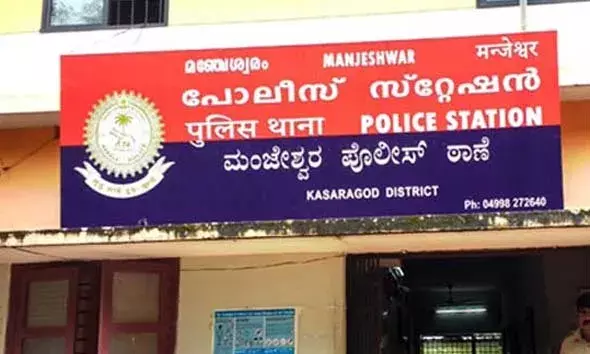 മഞ്ചേശ്വരം MANJESHWAR मन्जेश्वर
പോലീസ് സ്റ്റേഷൻ
पुलिस थाना POLICE STATION
ಮಂಜೇಶ್ವರ ಪೊಲೀಸ್ ಠಾಣೆ
KASARAGOD DISTRICT
Ph: 04998 272640